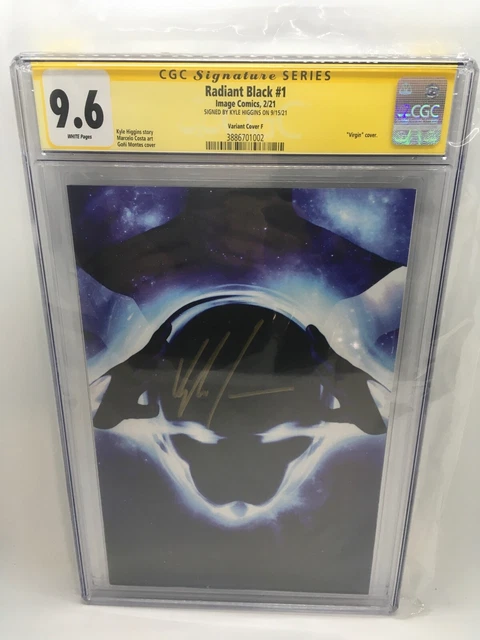 CGC Signature SERIES
9.6
WHITE Pages
Radiant Black #1
Image Comics, 2/21
SIGNED BY KYLE HIGGINS ON 9/15/21
Variant Cover F
3886701002
Kyle Higgins story
Marcelo Costa art
Goñi Montes cover
"Virgin" cover.
CGC